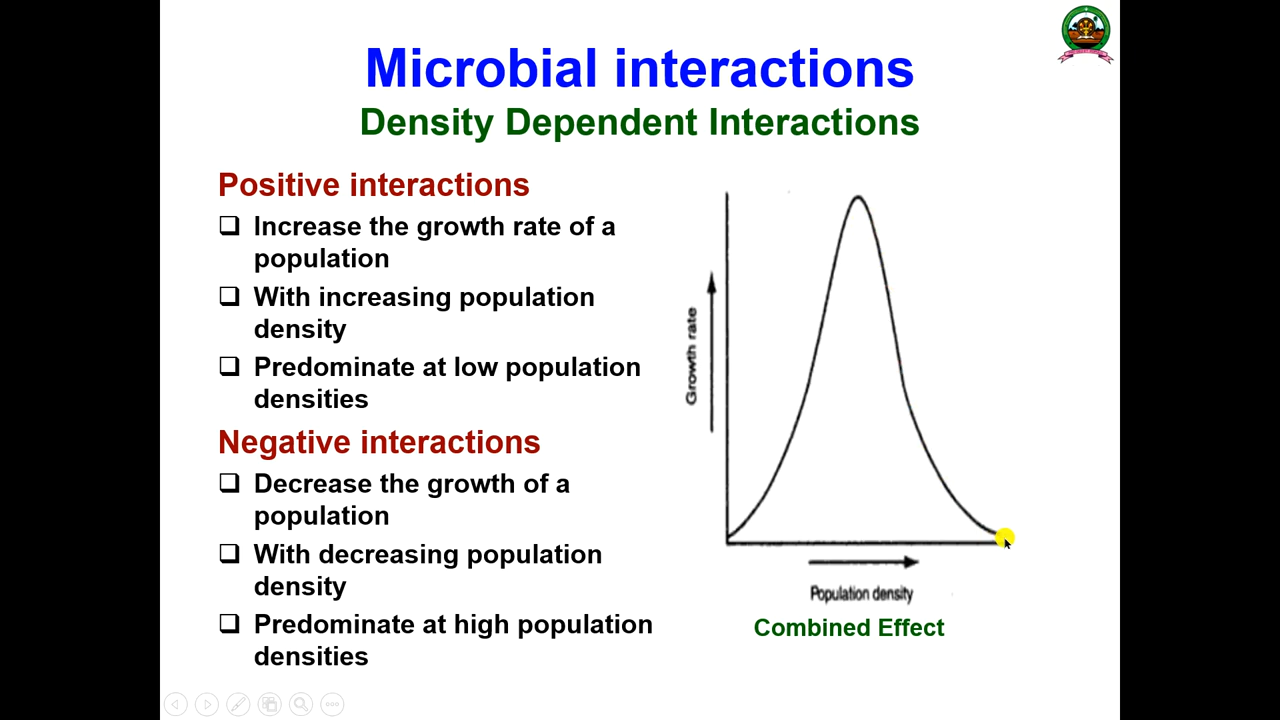 Microbial interactions
Density Dependent Interactions
Positive interactions
Increase the growth rate of a
population
With increasing population
density
Predominate at low population
densities
Negative interactions
Decrease the growth of a
population
With decreasing population
density
Predominate at high population
densities
Growth rate
Population density
Combined Effect